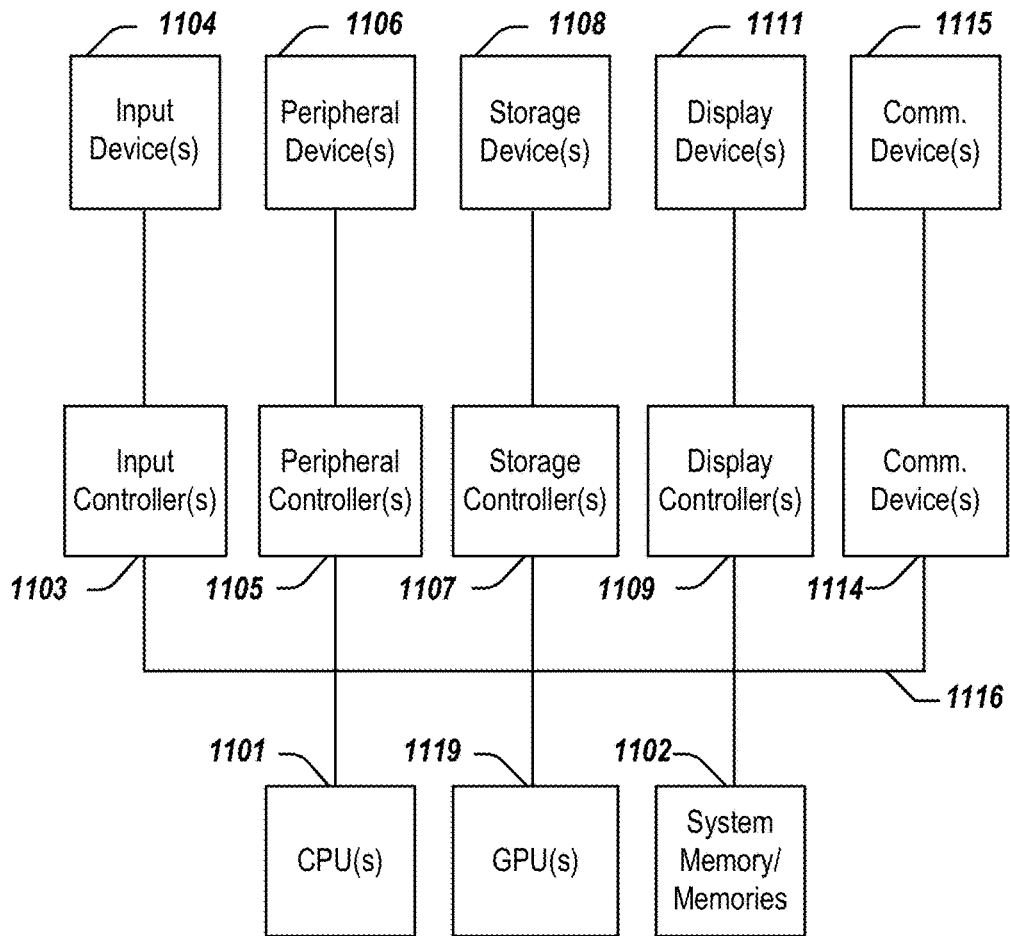 1104
1106
1108
1111
1115
Input
Device(s)
Peripheral
Device(s)
Storage
Device(s)
Display
Device(s)
Comm.
Device(s)
Input
Controller(s)
Peripheral
Controller(s)
Storage
Controller(s)
Display
Controller(s)
Comm.
Device(s)
1103
1105
1107
1109
1114
1116
1101
1119
1102
CPU(s)
GPU(s)
System
Memory/
Memories